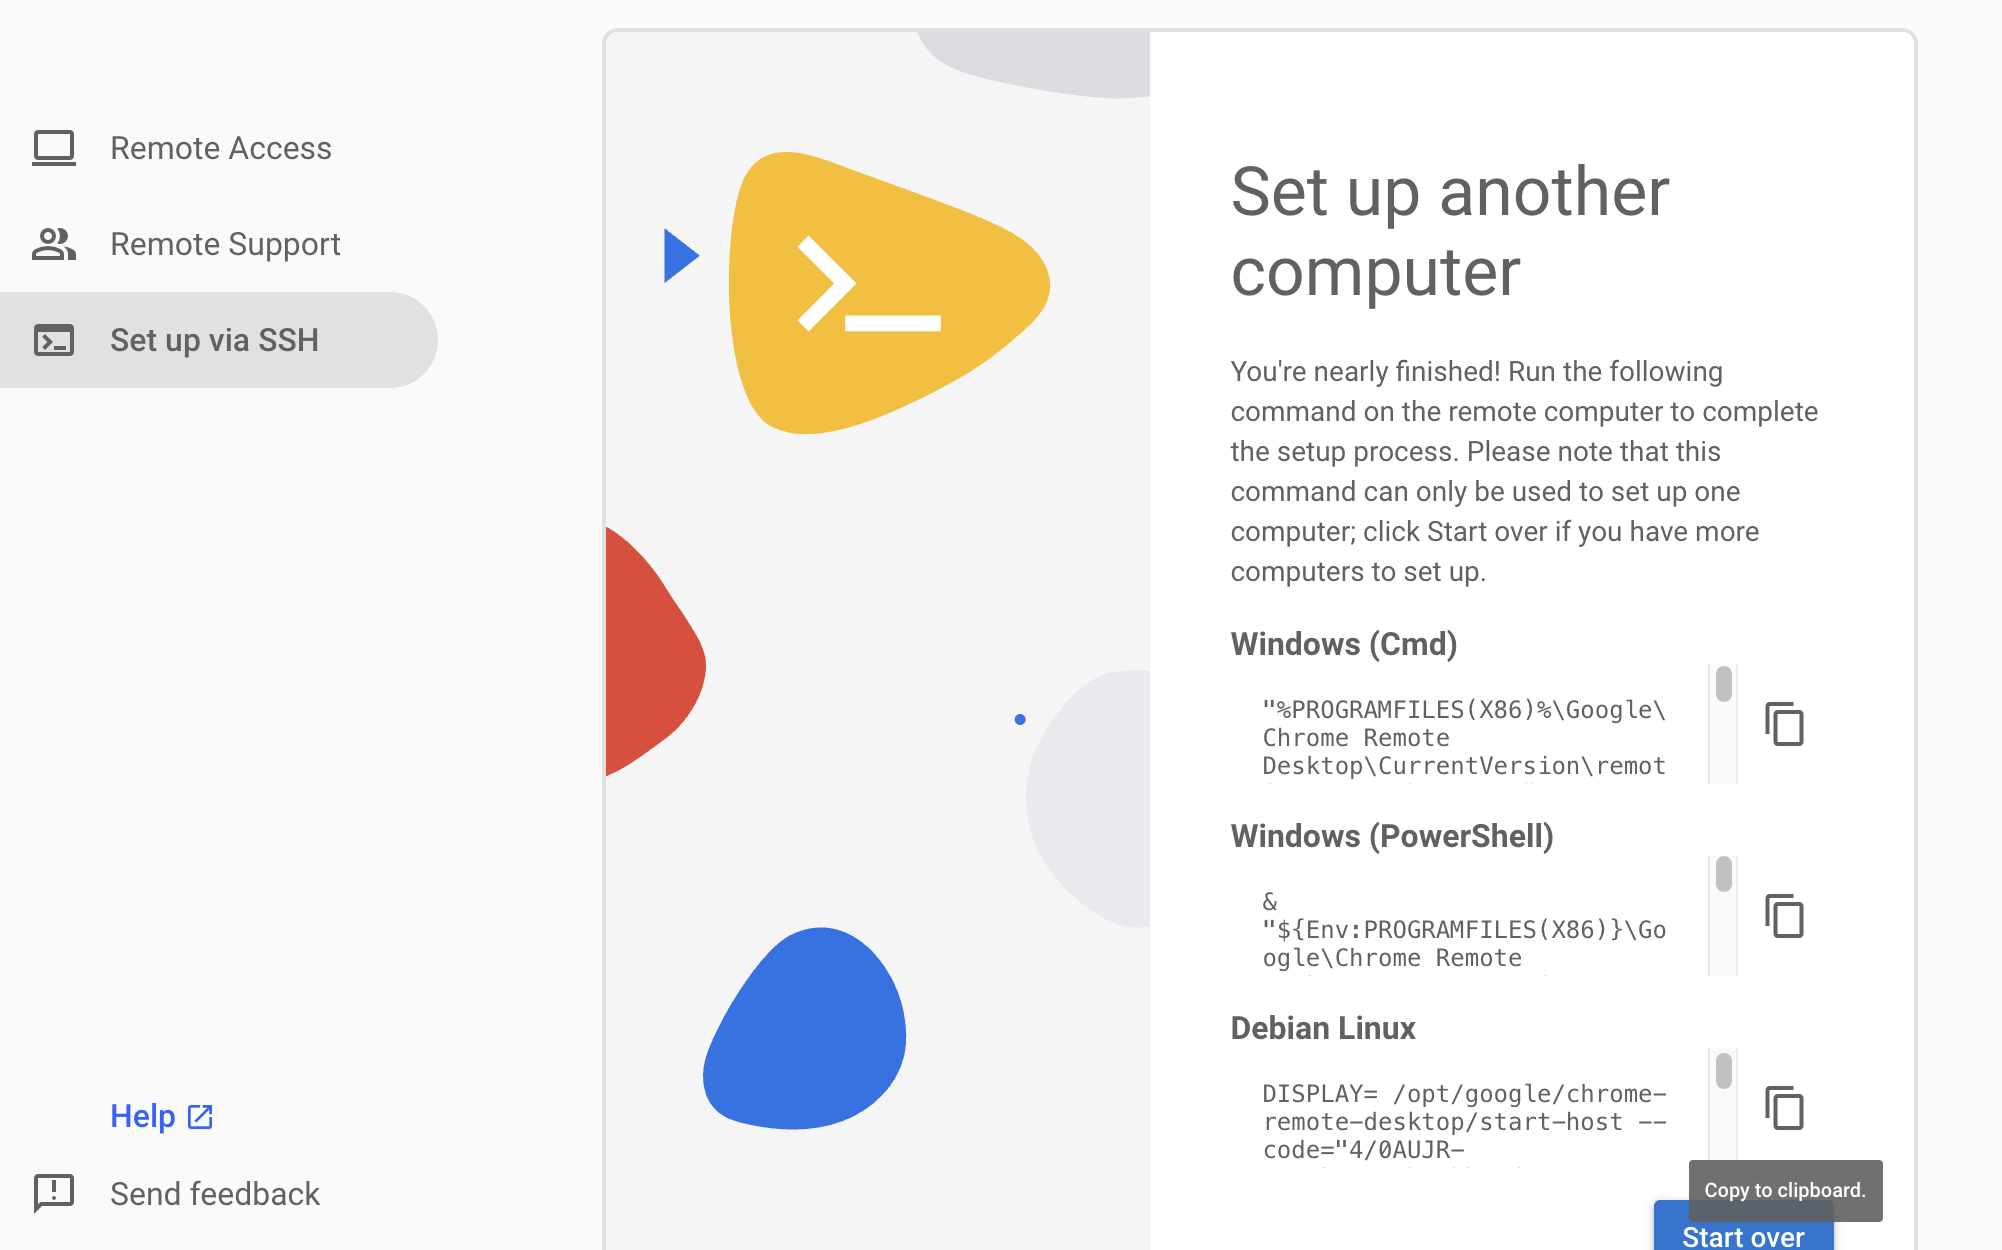 Remote Access
Remote Support
Set up via SSH
Help
Send feedback
Set up another
computer
You're nearly finished! Run the following
command on the remote computer to complete
the setup process. Please note that this
command can only be used to set up one
computer; click Start over if you have more
computers to set up.
Windows (Cmd)
"%PROGRAMFILES(X86)%\Google\
Chrome Remote
Desktop\CurrentVersion\remot
Windows (PowerShell)
&
"${Env:PROGRAMFILES(X86)}\Go
ogle\Chrome Remote
Debian Linux
DISPLAY= /opt/google/chrome-
remote-desktop/start-host --
code="4/0AUJR-
Copy to clipboard.
Start over